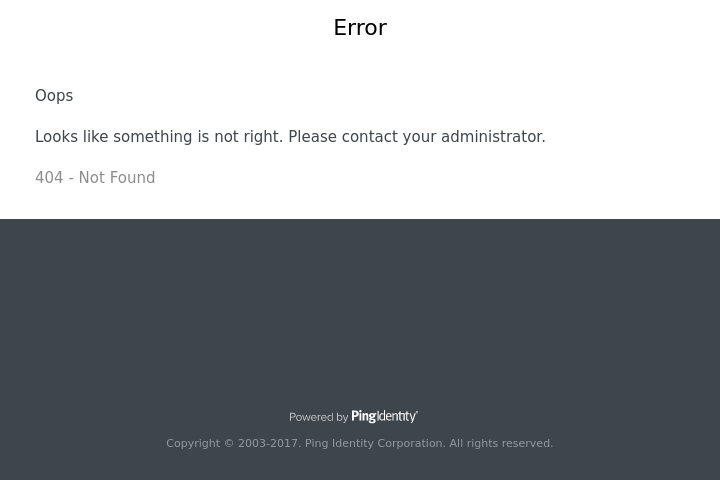 Error
Oops
Looks like something is not right. Please contact your administrator.
404 - Not Found
Powered by PingIdentity®
Copyright © 2003-2017. Ping Identity Corporation. All rights reserved.